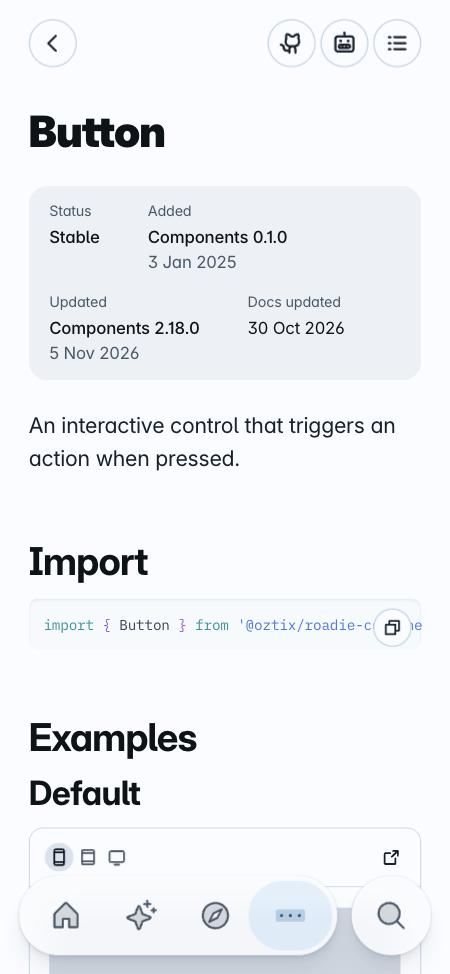 Button
Status
Added
Stable
Components 0.1.0
3 Jan 2025
Updated
Docs updated
Components 2.18.0
30 Oct 2026
5 Nov 2026
An interactive control that triggers an
action when pressed.
Import
import { Button } from '@oztix/roadie-c
Examples
Default